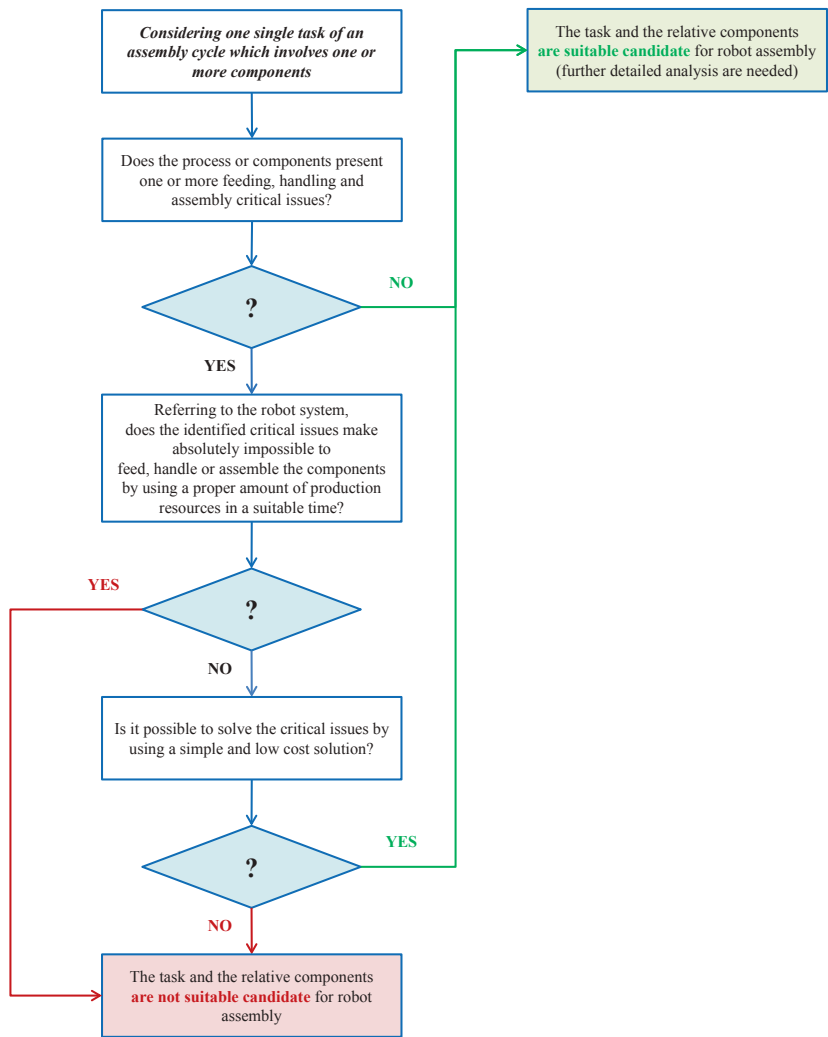 Considering one single task of an
assembly cycle which involves one or
more components
The task and the relative components
are suitable candidate for robot assembly
(further detailed analysis are needed)
Does the process or components present
one or more feeding, handling and
assembly critical issues?
?
NO
YES
Referring to the robot system,
does the identified critical issues make
absolutely impossible to
feed, handle or assemble the components
by using a proper amount of production
resources in a suitable time?
YES
?
NO
Is it possible to solve the critical issues by
using a simple and low cost solution?
?
YES
NO
The task and the relative components
are not suitable candidate for robot
assembly